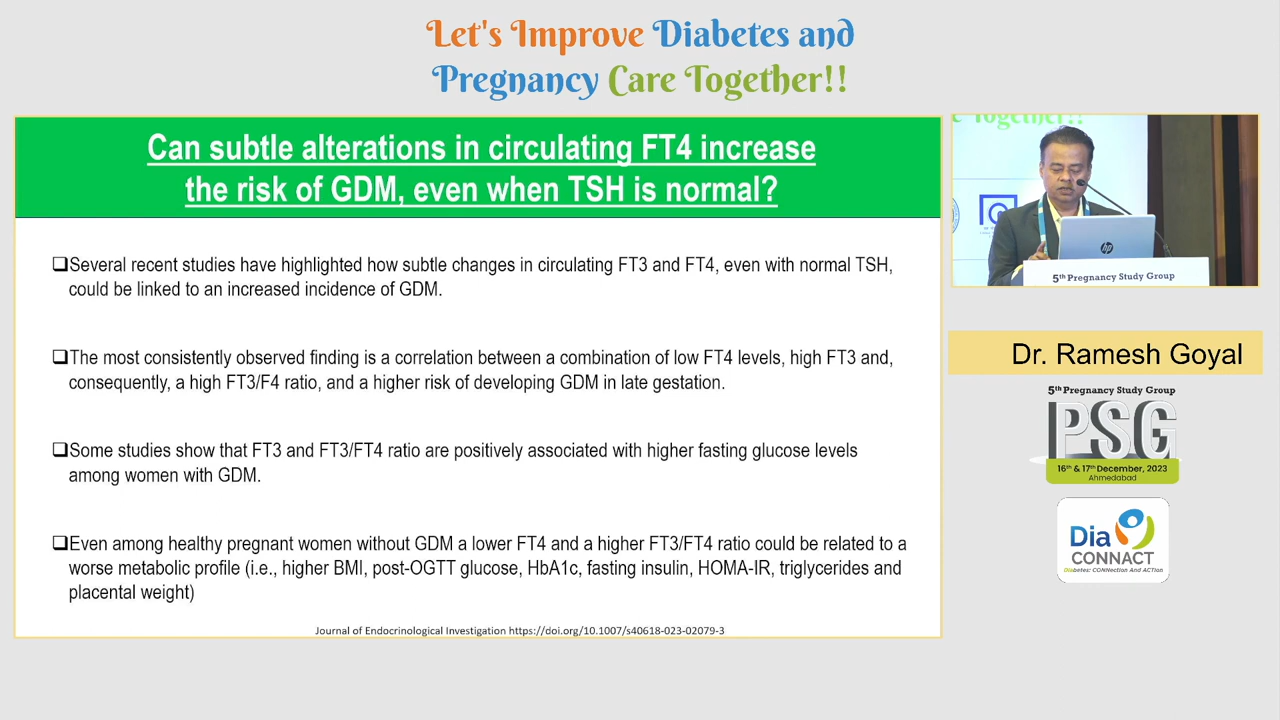 Let's Improve Diabetes and
Pregnancy Care Together!!
Can subtle alterations in circulating FT4 increase
the risk of GDM, even when TSH is normal?
❑Several recent studies have highlighted how subtle changes in circulating FT3 and FT4, even with normal TSH,
could be linked to an increased incidence of GDM.
❑The most consistently observed finding is a correlation between a combination of low FT4 levels, high FT3 and,
consequently, a high FT3/F4 ratio, and a higher risk of developing GDM in late gestation.
❑Some studies show that FT3 and FT3/FT4 ratio are positively associated with higher fasting glucose levels
among women with GDM.
❑Even among healthy pregnant women without GDM a lower FT4 and a higher FT3/FT4 ratio could be related to a
worse metabolic profile (i.e., higher BMI, post-OGTT glucose, HbA1c, fasting insulin, HOMA-IR, triglycerides and
placental weight)
Journal of Endocrinological Investigation https://doi.org/10.1007/s40618-023-02079-3
Together!!
hp
5th Pregnancy Study Group
Dr. Ramesh Goyal
5th Pregnancy Study Group
PSG
16th & 17th December, 2023
Ahmedabad
Dia
CONNACT
Diabetes: CONNection And ACTion